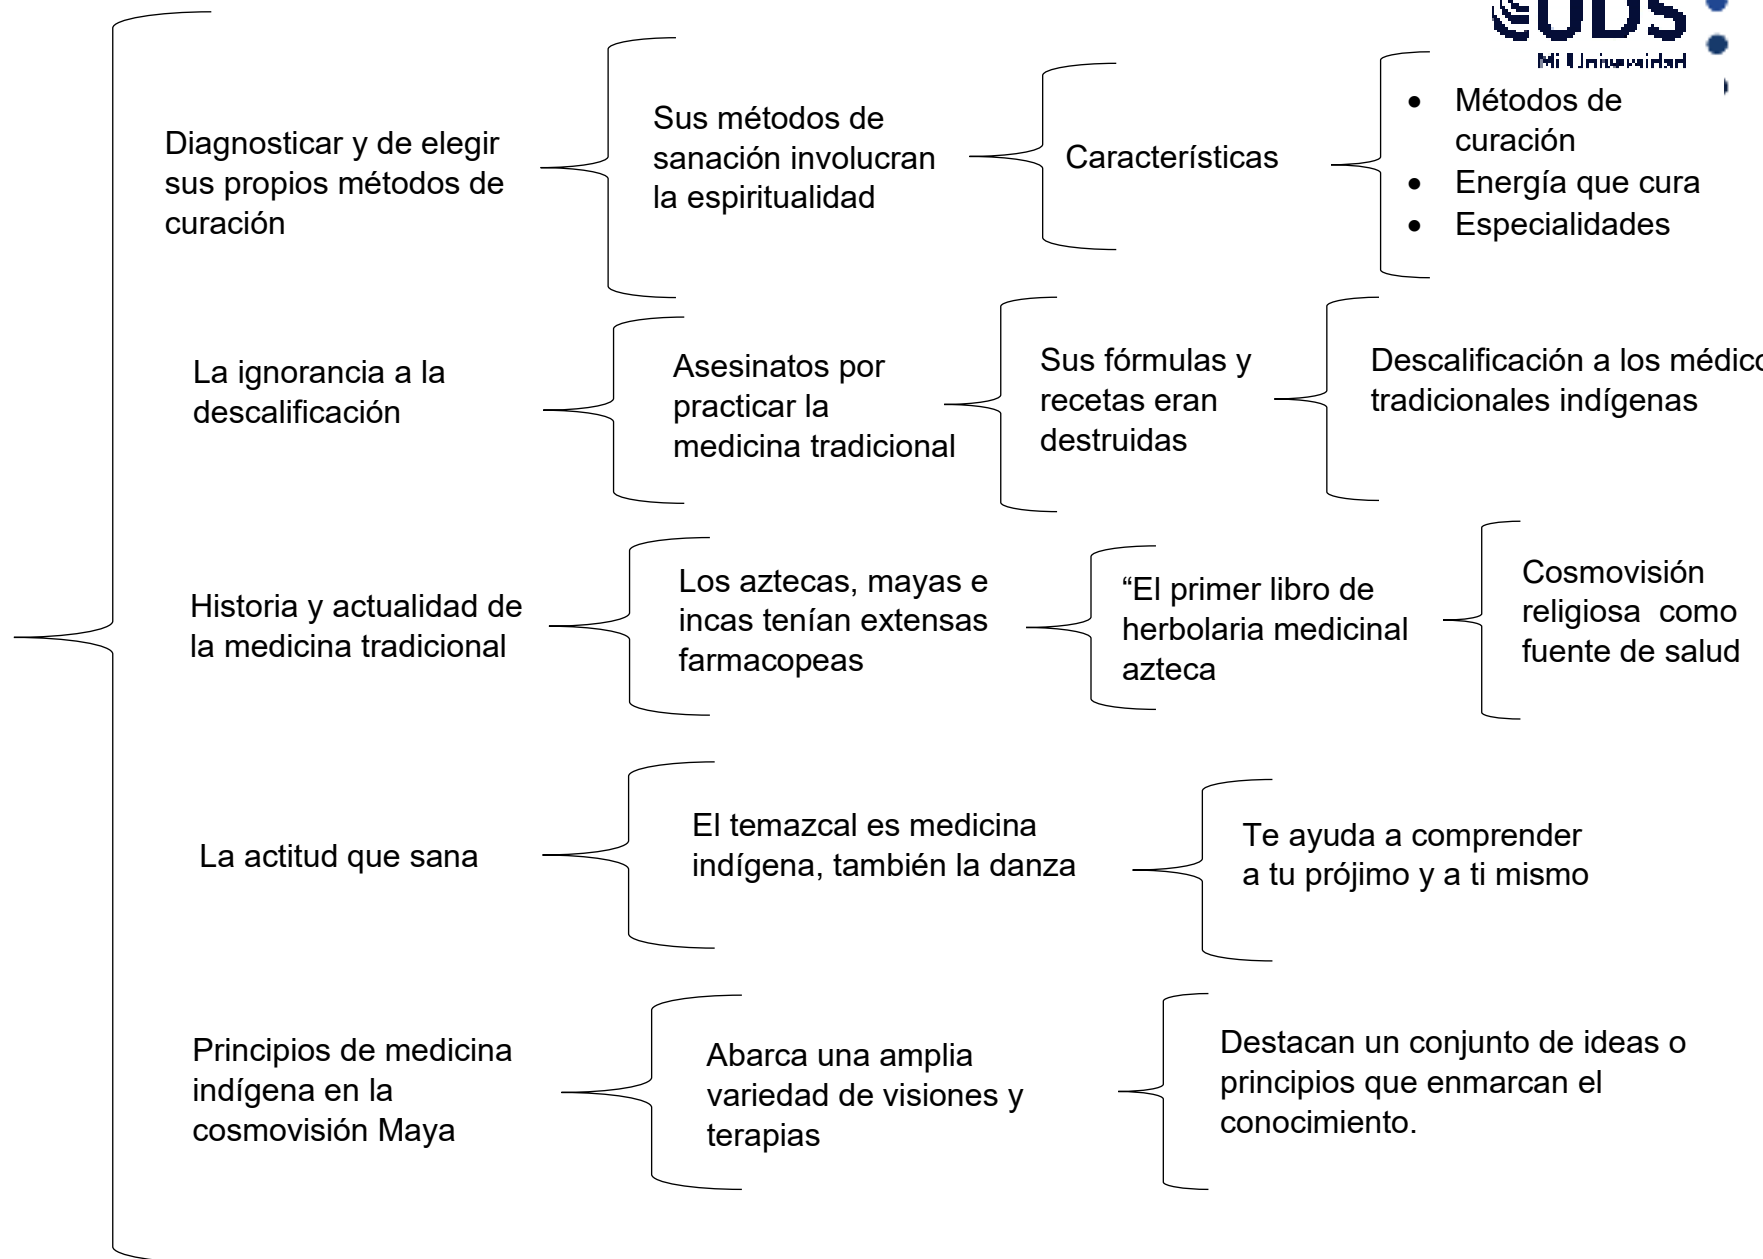 UDS
Mi Universidad
Diagnosticar y de elegir
sus propios métodos de
curación
Sus métodos de
sanación involucran
la espiritualidad
Características
• Métodos de
curación
• Energía que cura
• Especialidades
La ignorancia a la
descalificación
Asesinatos por
practicar la
medicina tradicional
Sus fórmulas y
recetas eran
destruidas
Descalificación a los médico
tradicionales indígenas
Historia y actualidad de
la medicina tradicional
Los aztecas, mayas e
incas tenían extensas
farmacopeas
“El primer libro de
herbolaria medicinal
azteca
Cosmovisión
religiosa  como
fuente de salud
La actitud que sana
El temazcal es medicina
indígena, también la danza
Te ayuda a comprender
a tu prójimo y a ti mismo
Principios de medicina
indígena en la
cosmovisión Maya
Abarca una amplia
variedad de visiones y
terapias
Destacan un conjunto de ideas o
principios que enmarcan el
conocimiento.